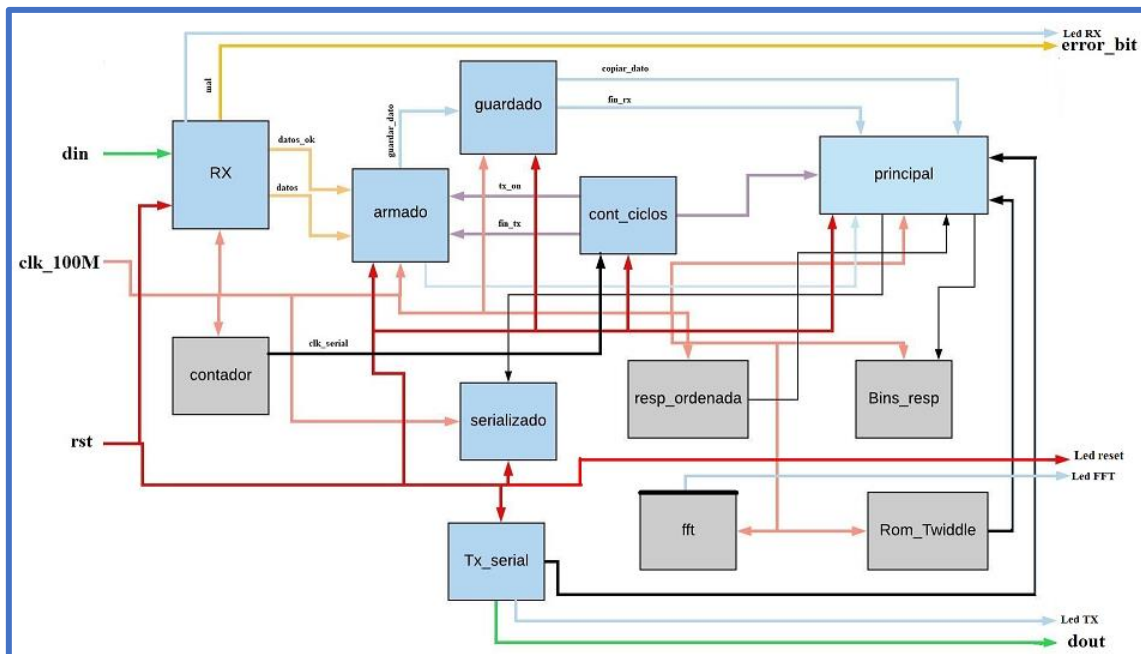 Led RX
error_bit
mal
copiar_dato
guardado
fin_rx
guardar_dato
din
RX
datos_ok
datos
armado
tx_on
fin_tx
cont_ciclos
principal
clk_100M
clk_serial
contador
serializado
resp_ordenada
Bins_resp
rst
Led reset
Led FFT
fft
Rom_Twiddle
Tx_serial
Led TX
dout